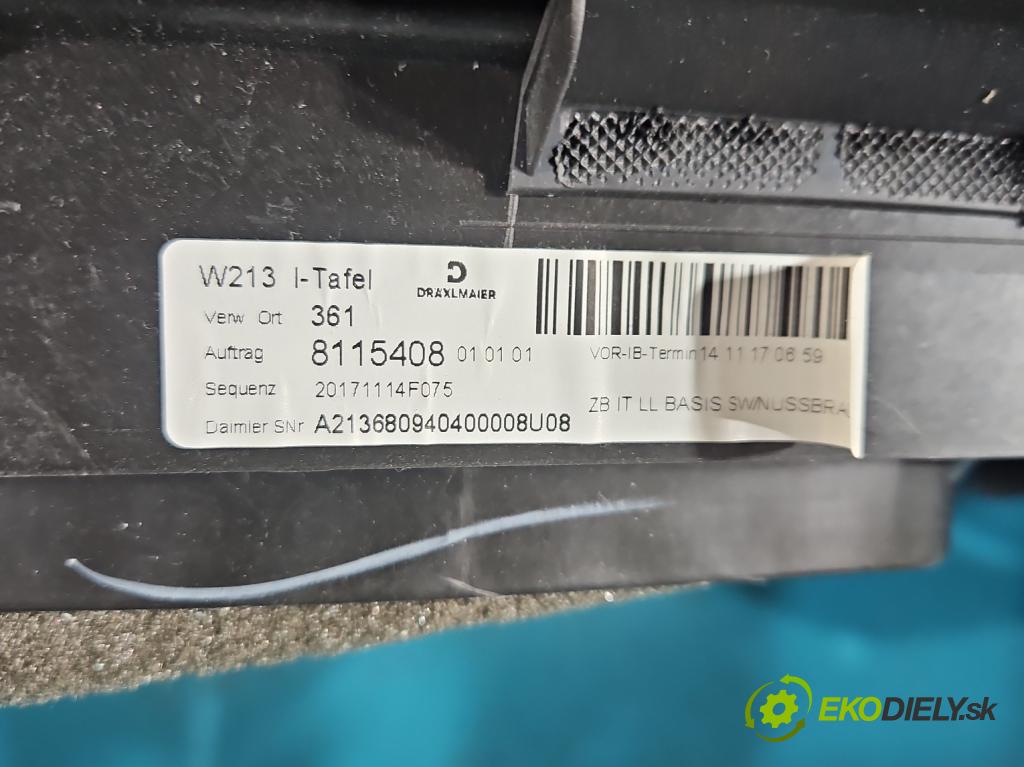 W213 I-Tafel
DRÄXLMAIER
Verw Ort 361
Auftrag 8115408 01 01 01
VOR-IB-Termin 14 11 17 06 59
Sequenz 20171114F075
ZB IT LL BASIS SW/NUSSBRA
Daimler SNr A213680940400008U08
EKODIELY.sk